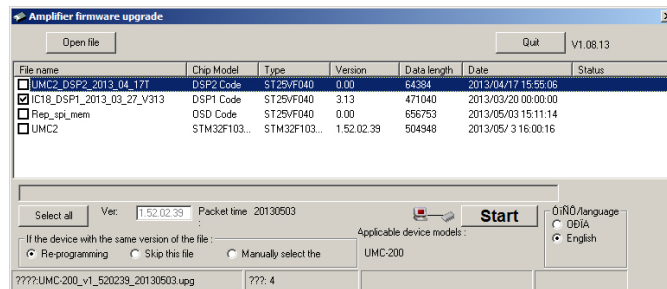 Amplifier firmware upgrade
Open file
Quit
V1.08.13
File name Chip Model Type Version Data length Date Status
UMC2_DSP2_2013_04_17T DSP2 Code ST25VF040 0.00 64384 2013/04/17 15:55:06
IC18_DSP1_2013_03_27_V313 DSP1 Code ST25VF040 3.13 471040 2013/03/20 00:00:00
Rep_spi_mem OSD Code ST25VF040 0.00 656753 2013/05/03 15:11:14
UMC2 STM32F103... STM32F103... 1.52.02.39 504948 2013/05/ 3 16:00:16
Select all
Ver:
1.52.02.39
Packet time
:
20130503
Start
ÓïÑÔ/language
ÖÐÎÄ
English
Applicable device models :
UMC-200
If the device with the same version of the file :
Re-programming
Skip this file
Manually select the
????:UMC-200_v1_520239_20130503.upg
???: 4